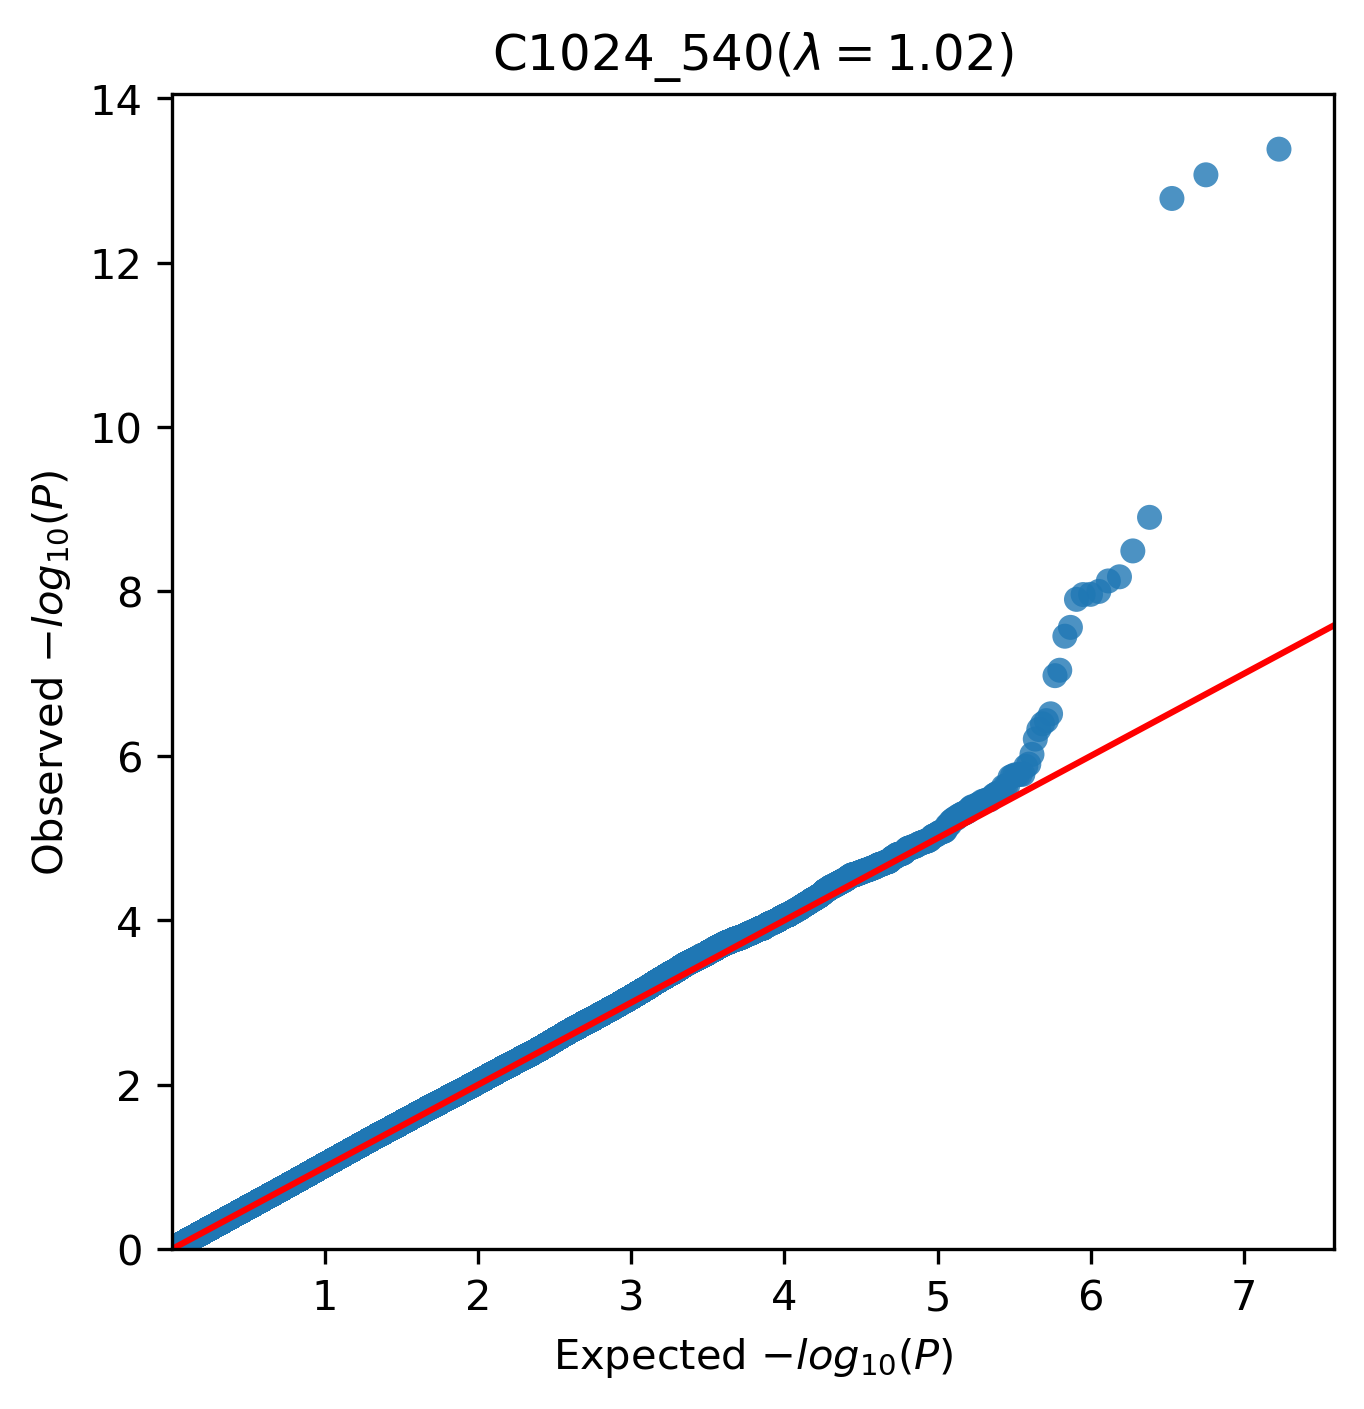 C1024_540(λ = 1.02)
14
12
10
8
6
4
2
0
Observed −log₁₀(P)
1 2 3 4 5 6 7
Expected −log₁₀(P)